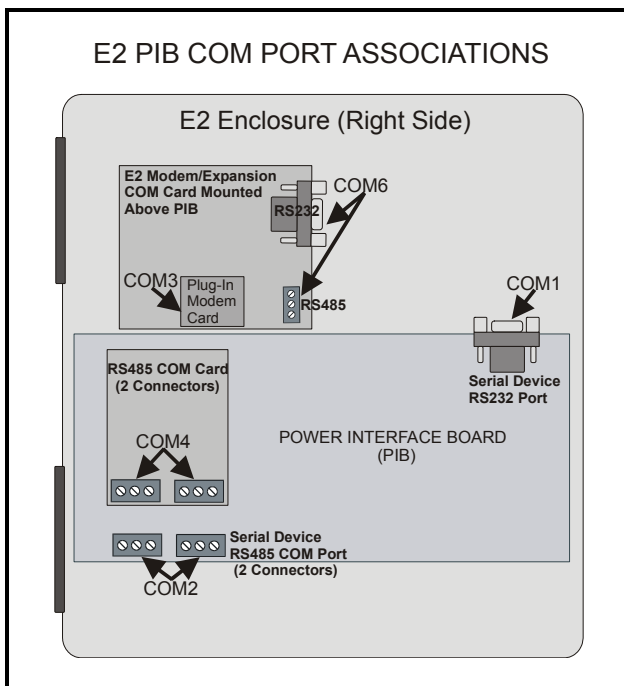 E2 PIB COM PORT ASSOCIATIONS
E2 Enclosure (Right Side)
E2 Modem/Expansion
COM Card Mounted
Above PIB
RS232
COM6
COM3
Plug-In
Modem
Card
RS485
COM1
Serial Device
RS232 Port
RS485 COM Card
(2 Connectors)
COM4
POWER INTERFACE BOARD
(PIB)
Serial Device
RS485 COM Port
(2 Connectors)
COM2